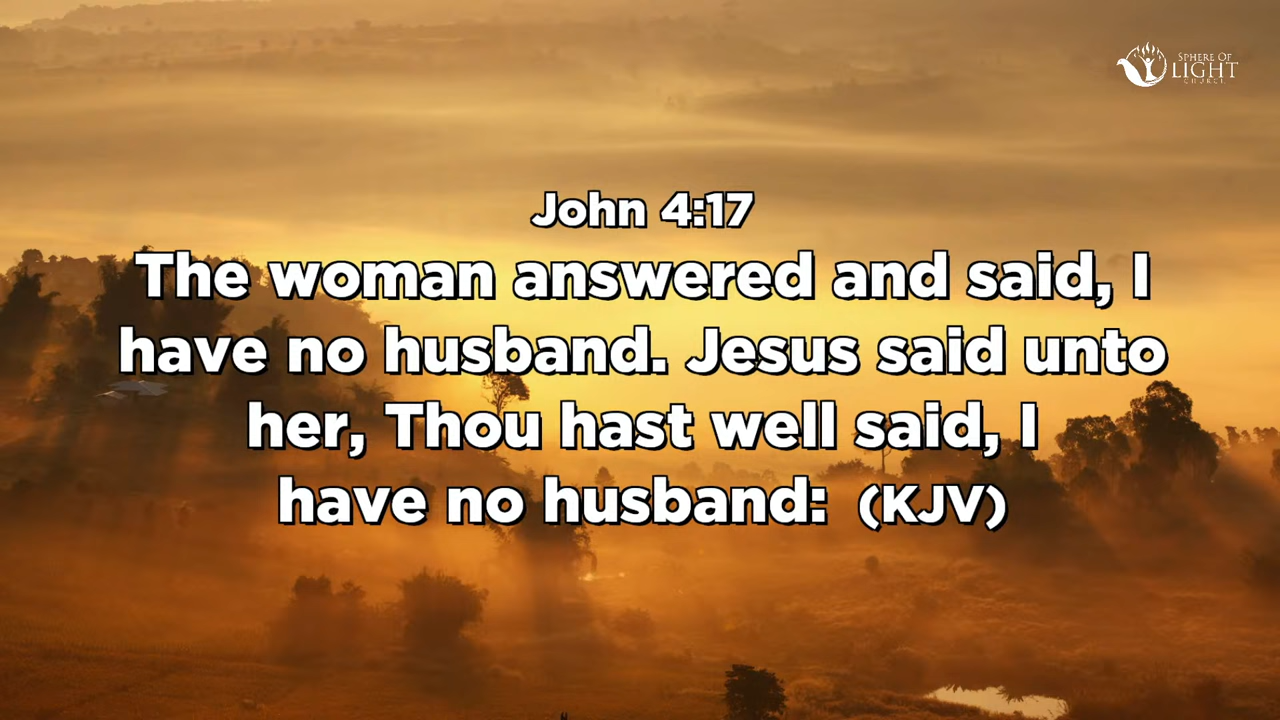 SPHERE OF
LIGHT
CHURCH
John 4:17
The woman answered and said, I
have no husband. Jesus said unto
her, Thou hast well said, I
have no husband: (KJV)